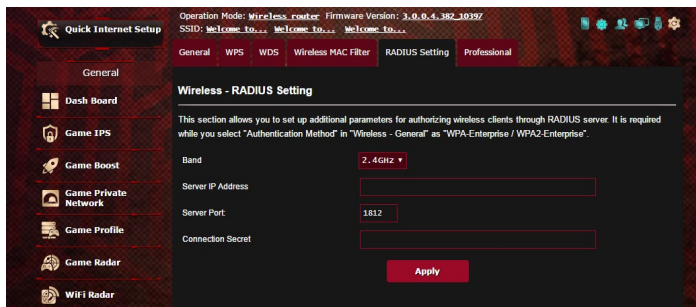 Operation Mode: Wireless router Firmware Version: 3.0.0.4.382_10397
SSID: Welcome to... Welcome to... Welcome to...
Quick Internet Setup
General
Dash Board
Game IPS
Game Boost
Game Private
Network
Game Profile
Game Radar
WiFi Radar
General WPS WDS Wireless MAC Filter RADIUS Setting Professional
Wireless - RADIUS Setting
This section allows you to set up additional parameters for authorizing wireless clients through RADIUS server. It is required
while you select "Authentication Method" in "Wireless - General" as "WPA-Enterprise / WPA2-Enterprise".
Band 2.4GHz
Server IP Address
Server Port: 1812
Connection Secret
Apply